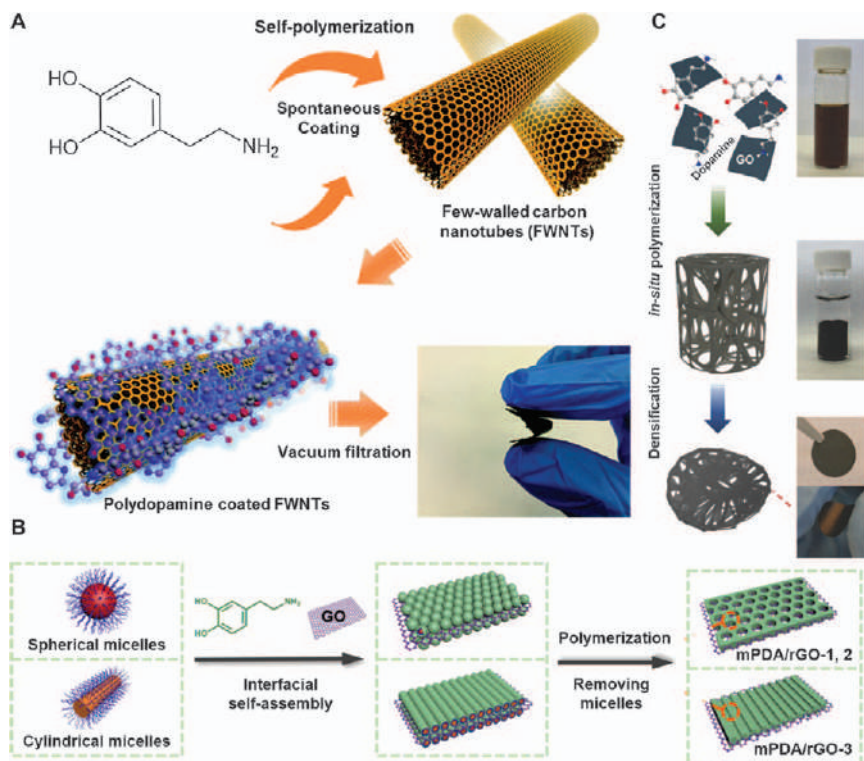 A
Self-polymerization
Spontaneous
Coating
HO
HO
NH2
Few-walled carbon
nanotubes (FWNTs)
Polydopamine coated FWNTs
Vacuum filtration
C
Dopamine
GO
in-situ polymerization
Densification
B
Spherical micelles
Cylindrical micelles
HO
HO
NH2
GO
Interfacial
self-assembly
Polymerization
Removing
micelles
mPDA/rGO-1, 2
mPDA/rGO-3